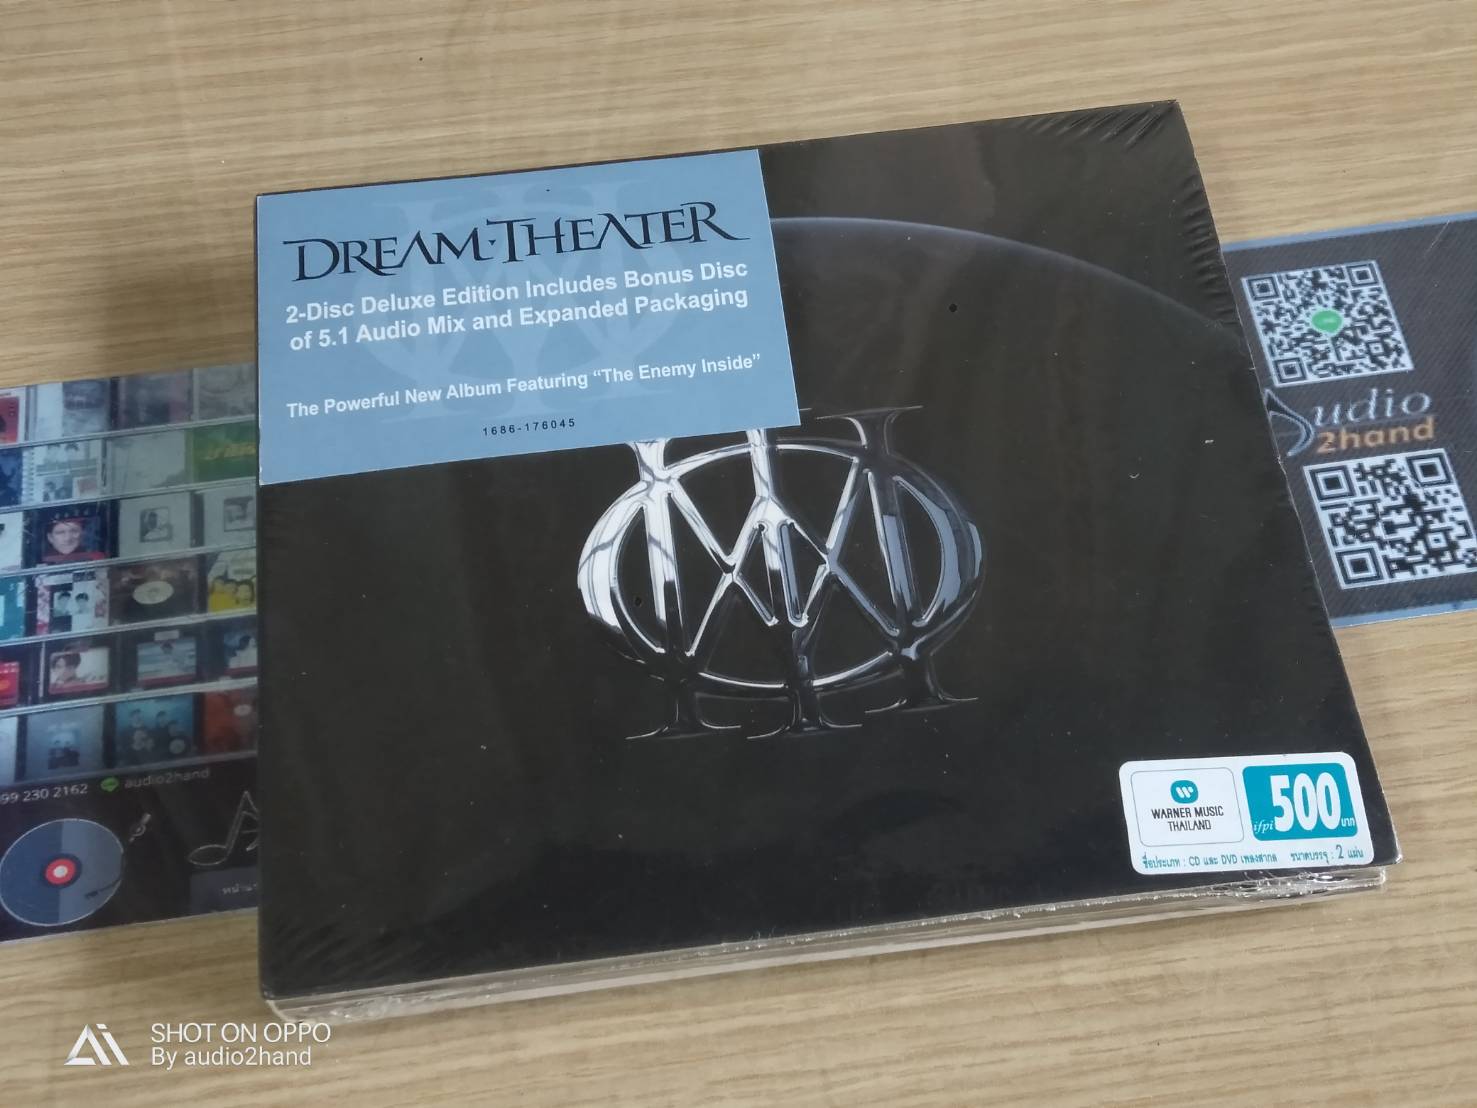 DREAM·THEATER
2-Disc Deluxe Edition Includes Bonus Disc
of 5.1 Audio Mix and Expanded Packaging
The Powerful New Album Featuring “The Enemy Inside”
1686-176045
Audio
2hand
WARNER MUSIC
THAILAND
ifpi 500 บาท
ชื่อประเภท : CD และ DVD เพลงสากล ขนาดบรรจุ : 2 แผ่น
99 230 2162 audio2hand
SHOT ON OPPO
By audio2hand